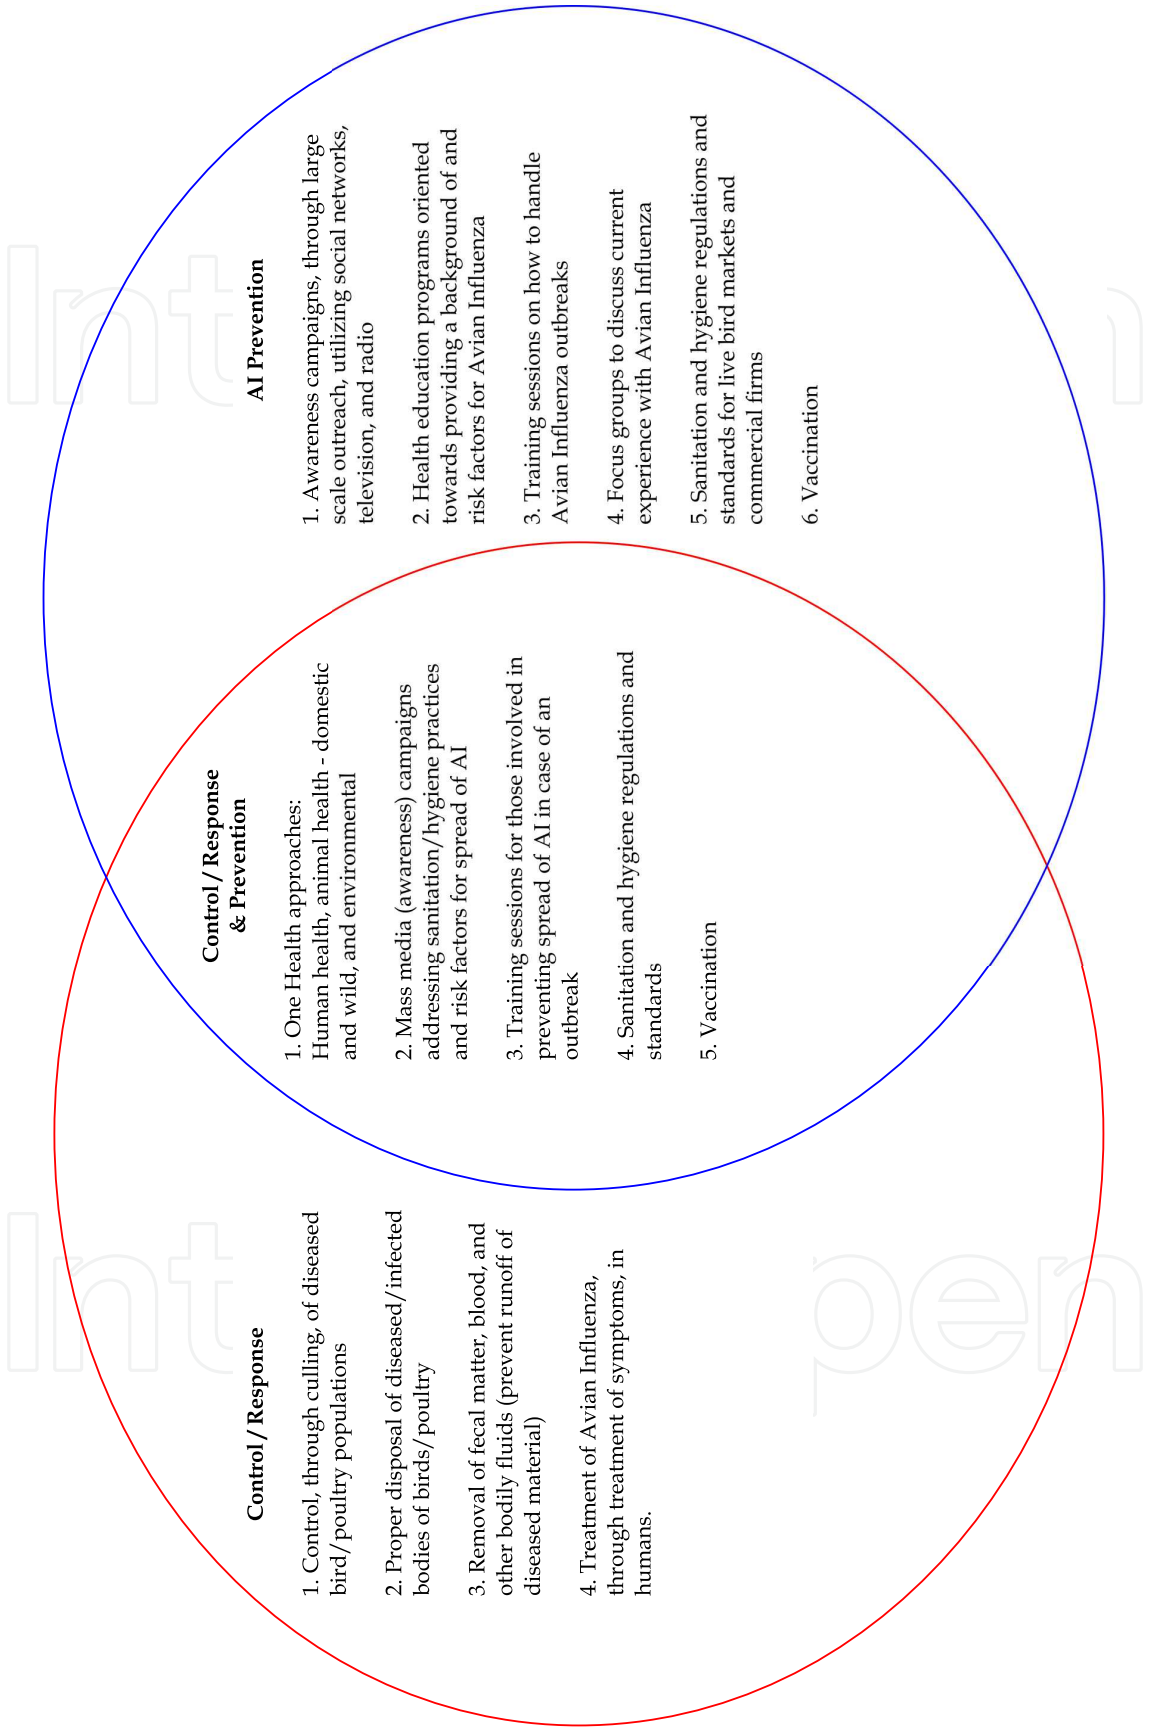 Control / Response
1. Control, through culling, of diseased
bird/poultry populations
2. Proper disposal of diseased/infected
bodies of birds/poultry
3. Removal of fecal matter, blood, and
other bodily fluids (prevent runoff of
diseased material)
4. Treatment of Avian Influenza,
through treatment of symptoms, in
humans.
Control / Response
& Prevention
1. One Health approaches:
Human health, animal health - domestic
and wild, and environmental
2. Mass media (awareness) campaigns
addressing sanitation/hygiene practices
and risk factors for spread of AI
3. Training sessions for those involved in
preventing spread of AI in case of an
outbreak
4. Sanitation and hygiene regulations and
standards
5. Vaccination
AI Prevention
1. Awareness campaigns, through large
scale outreach, utilizing social networks,
television, and radio
2. Health education programs oriented
towards providing a background of and
risk factors for Avian Influenza
3. Training sessions on how to handle
Avian Influenza outbreaks
4. Focus groups to discuss current
experience with Avian Influenza
5. Sanitation and hygiene regulations and
standards for live bird markets and
commercial firms
6. Vaccination
Int
n
Int
pen